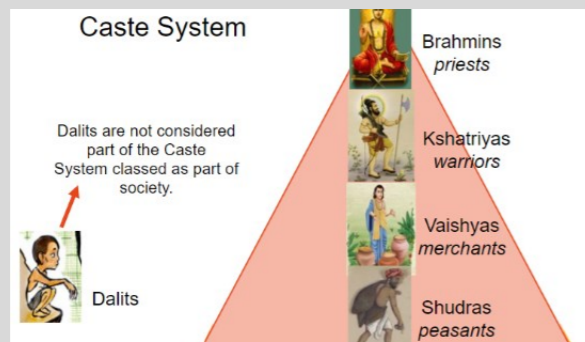 Caste System
Brahmins
priests
Dalits are not considered
part of the Caste
System classed as part of
society.
Kshatriyas
warriors
Vaishyas
merchants
Dalits
Shudras
peasants